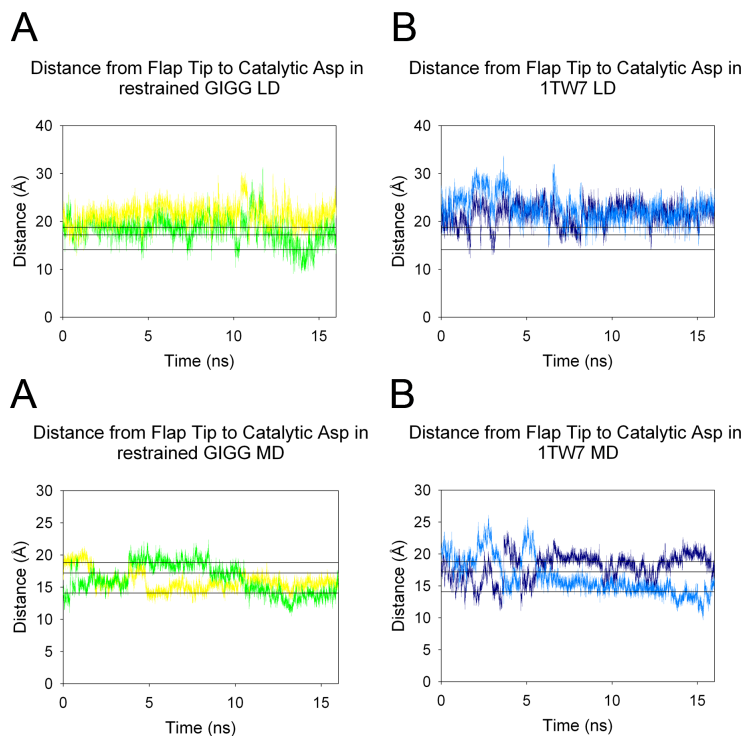 A
B
Distance from Flap Tip to Catalytic Asp in
restrained GIGG LD
Distance from Flap Tip to Catalytic Asp in
1TW7 LD
Distance (Å)
40
30
20
10
0
0
5
10
15
Time (ns)
Distance (Å)
40
30
20
10
0
0
5
10
15
Time (ns)
A
B
Distance from Flap Tip to Catalytic Asp in
restrained GIGG MD
Distance from Flap Tip to Catalytic Asp in
1TW7 MD
Distance (Å)
30
25
20
15
10
5
0
0
5
10
15
Time (ns)
Distance (Å)
30
25
20
15
10
5
0
0
5
10
15
Time (ns)